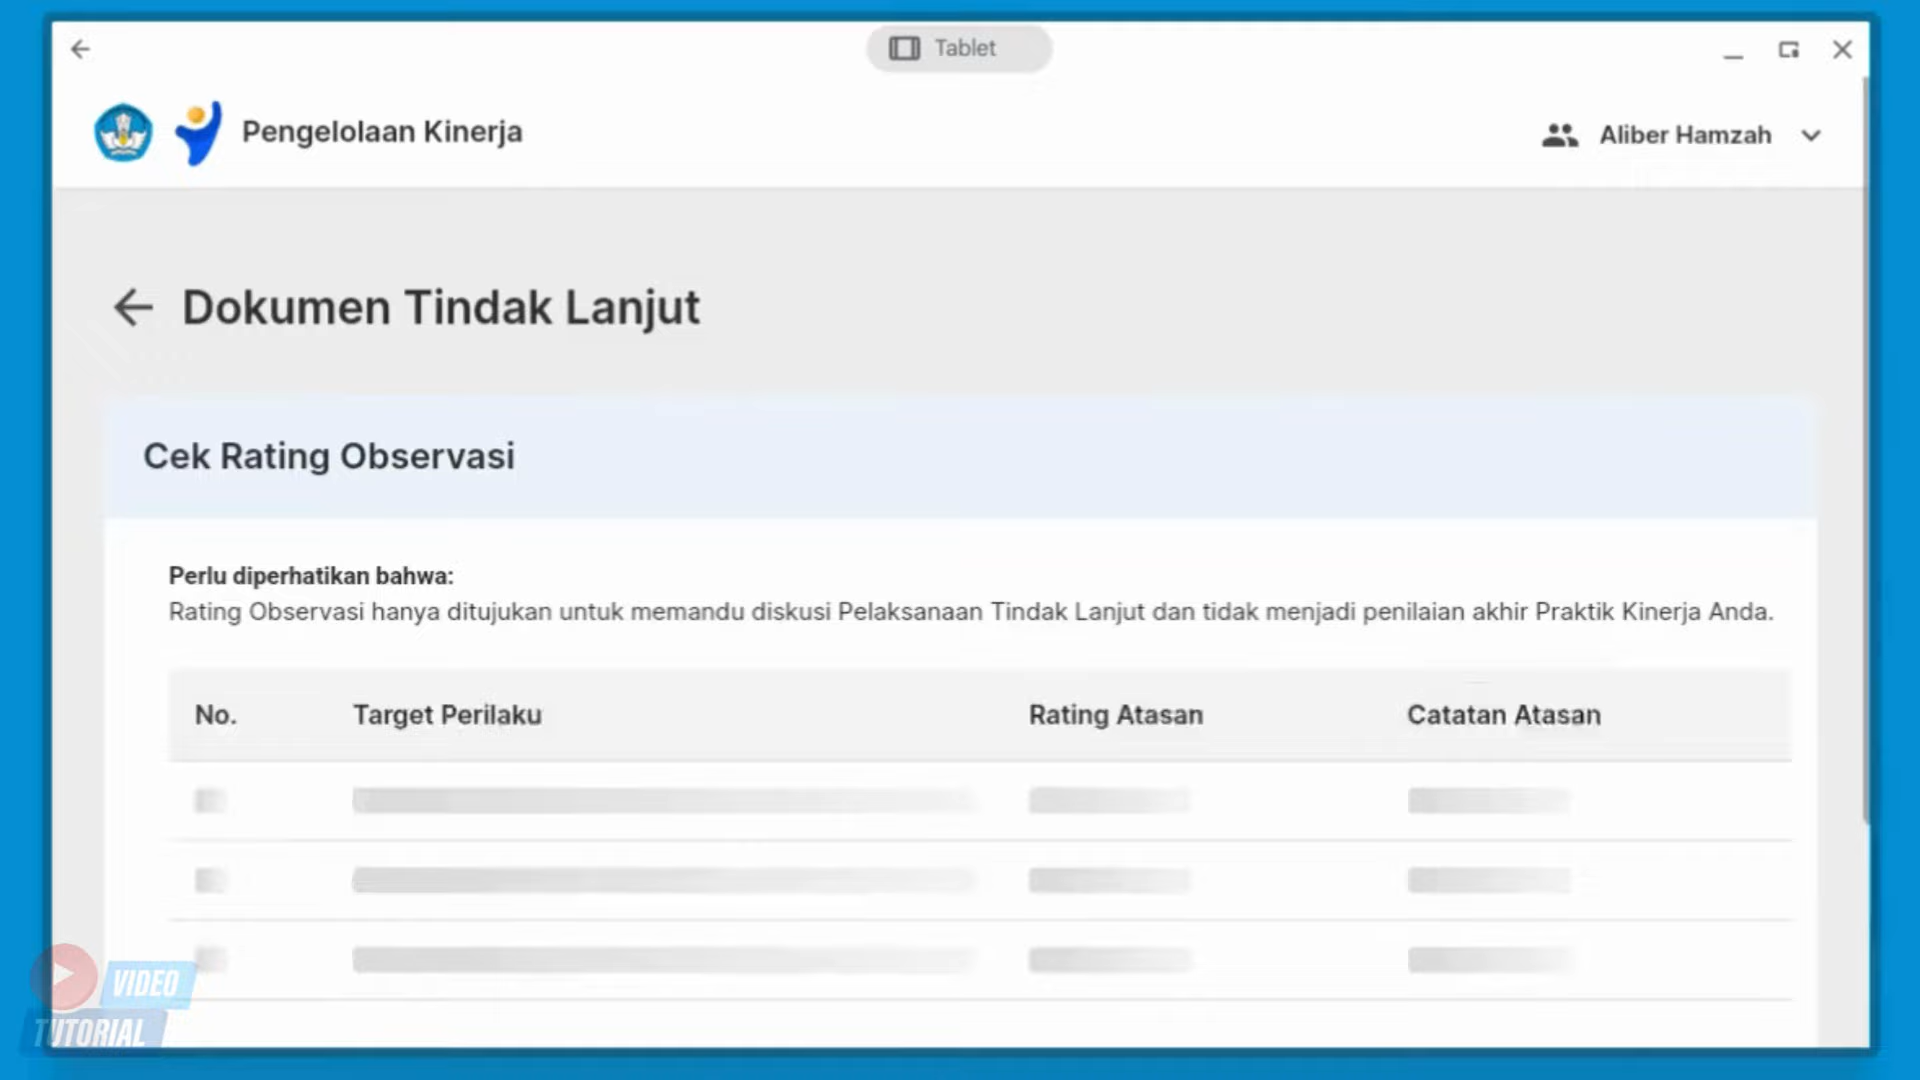 Tablet
Pengelolaan Kinerja
Aliber Hamzah
Dokumen Tindak Lanjut
Cek Rating Observasi
Perlu diperhatikan bahwa:
Rating Observasi hanya ditujukan untuk memandu diskusi Pelaksanaan Tindak Lanjut dan tidak menjadi penilaian akhir Praktik Kinerja Anda.
No. Target Perilaku Rating Atasan Catatan Atasan
VIDEO
TUTORIAL